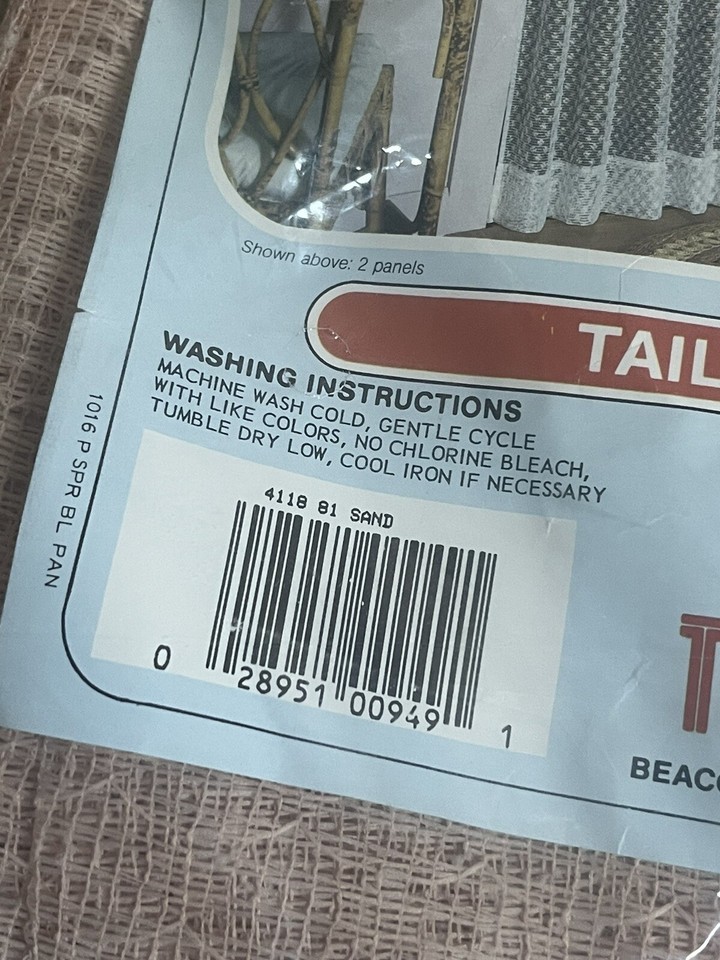 Shown above: 2 panels
TAIL
WASHING INSTRUCTIONS
MACHINE WASH COLD, GENTLE CYCLE
WITH LIKE COLORS, NO CHLORINE BLEACH,
TUMBLE DRY LOW, COOL IRON IF NECESSARY
1016 P SPR BL PAN
4118 81 SAND
0 28951 00949 1
T
BEAC